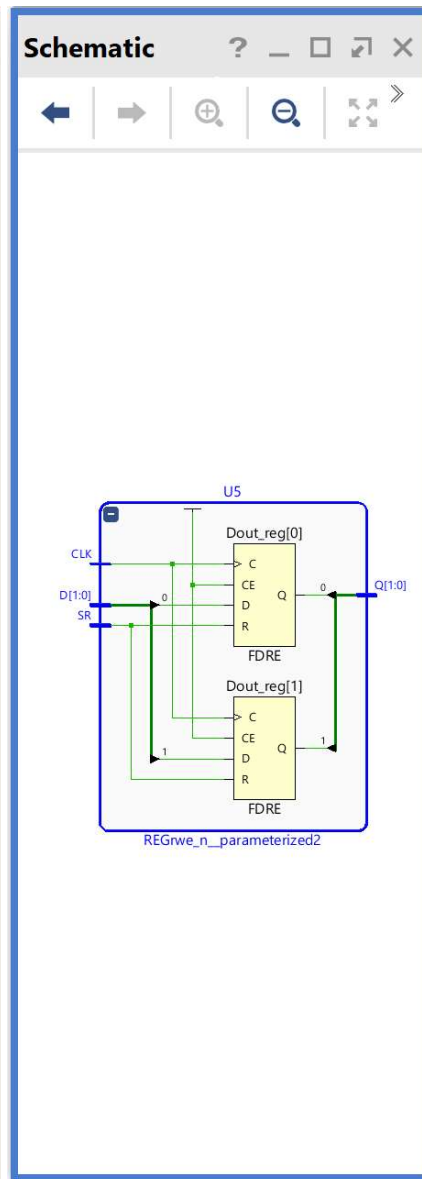 Schematic
U5
Dout_reg[0]
CLK
C
CE
D[1:0]
0
D
Q
0
Q[1:0]
SR
R
FDRE
Dout_reg[1]
C
CE
Q
1
1
D
R
FDRE
REGrwe_n__parameterized2